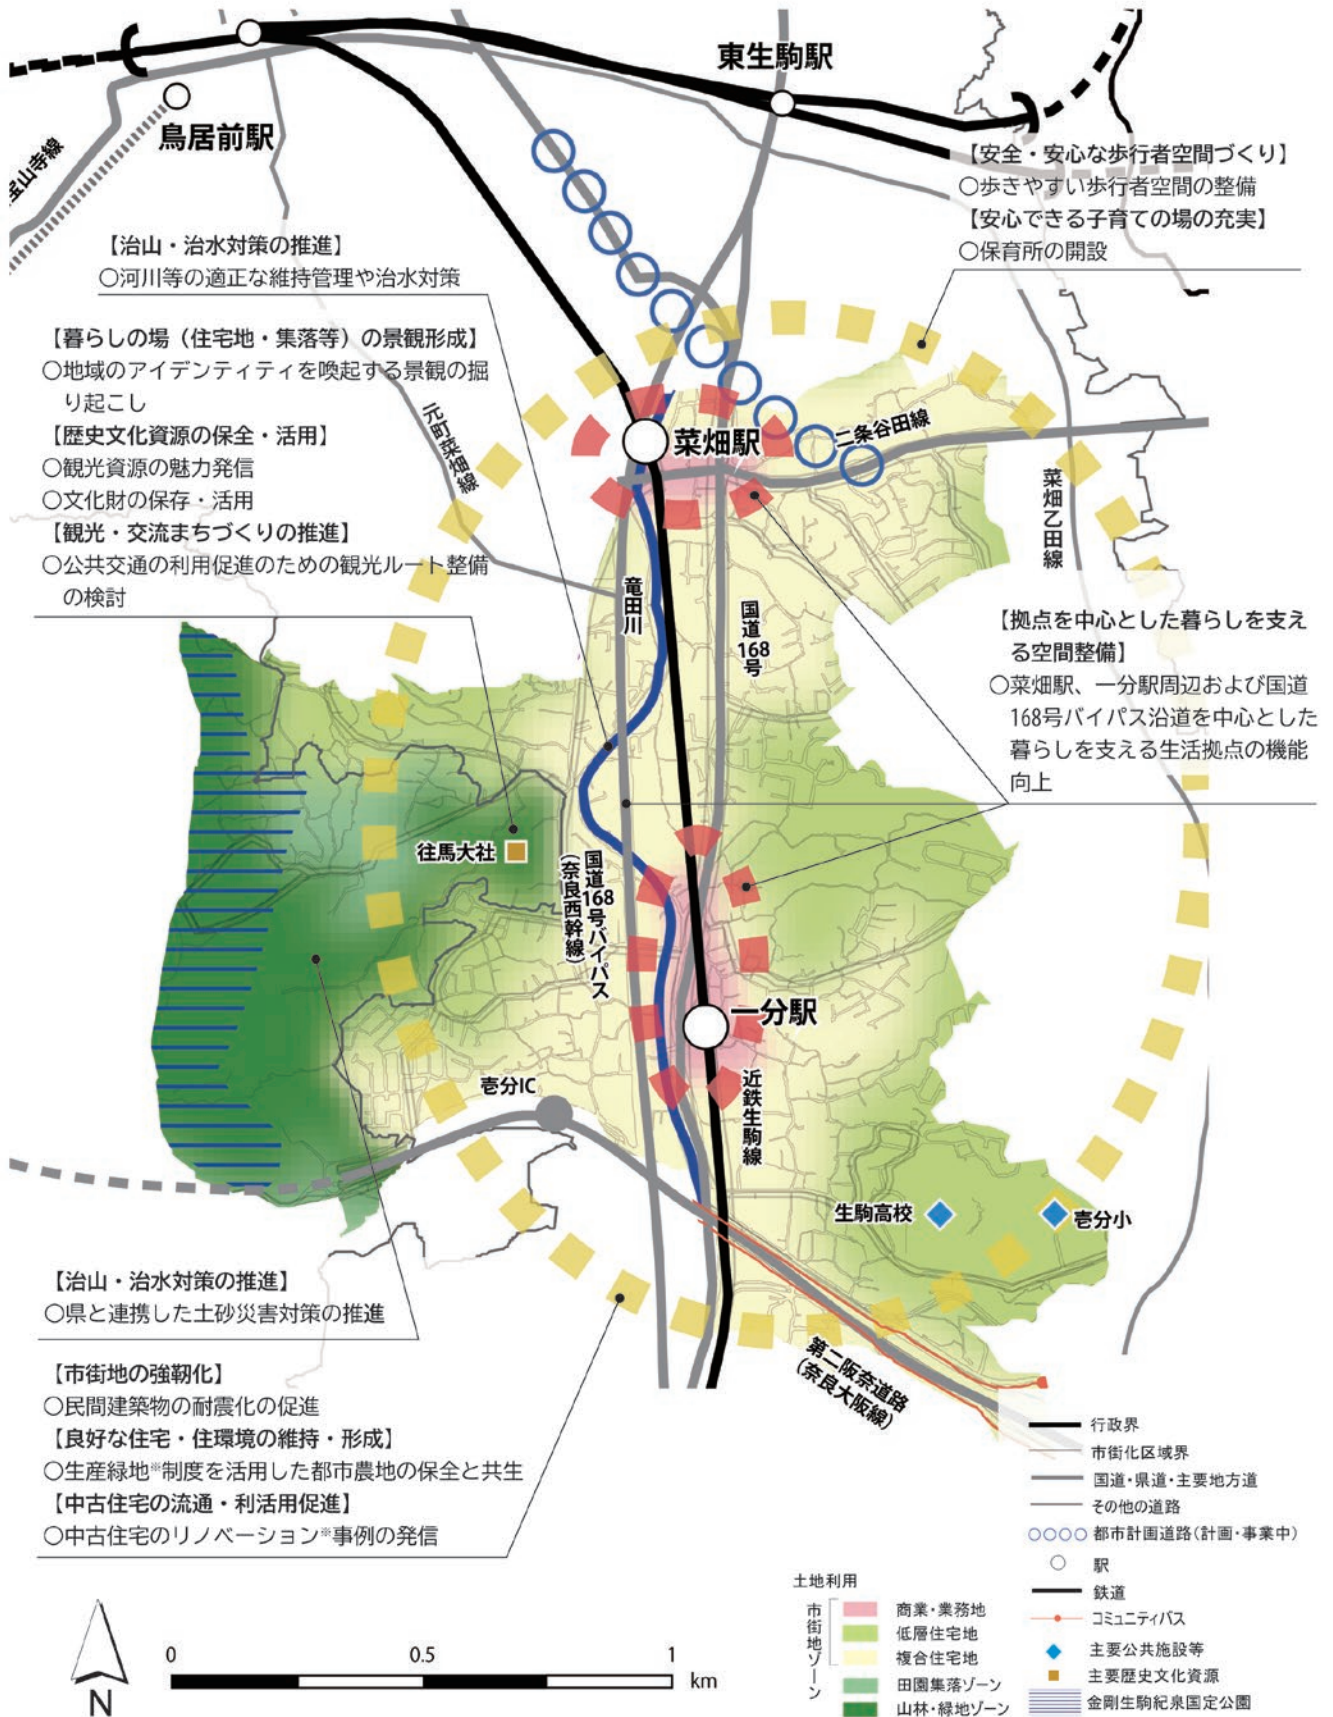 東生駒駅
鳥居前駅
宝山寺線
【安全・安心な歩行者空間づくり】
○歩きやすい歩行者空間の整備
【安心できる子育ての場の充実】
○保育所の開設
【治山・治水対策の推進】
○河川等の適正な維持管理や治水対策
【暮らしの場（住宅地・集落等）の景観形成】
○地域のアイデンティティを喚起する景観の掘
り起こし
【歴史文化資源の保全・活用】
○観光資源の魅力発信
○文化財の保存・活用
【観光・交流まちづくりの推進】
○公共交通の利用促進のための観光ルート整備
の検討
元町菜畑線
菜畑駅
二条谷田線
菜畑乙田線
竜田川
国道168号
【拠点を中心とした暮らしを支え
る空間整備】
○菜畑駅、一分駅周辺および国道
168号バイパス沿道を中心とした
暮らしを支える生活拠点の機能
向上
往馬大社
国道168号バイパス
（奈良西幹線）
一分駅
壱分IC
近鉄生駒線
生駒高校
壱分小
【治山・治水対策の推進】
○県と連携した土砂災害対策の推進
【市街地の強靭化】
○民間建築物の耐震化の促進
【良好な住宅・住環境の維持・形成】
○生産緑地※制度を活用した都市農地の保全と共生
【中古住宅の流通・利活用促進】
○中古住宅のリノベーション※事例の発信
第二阪奈道路
（奈良大阪線）
行政界
市街化区域界
国道・県道・主要地方道
その他の道路
都市計画道路（計画・事業中）
駅
鉄道
コミュニティバス
主要公共施設等
主要歴史文化資源
金剛生駒紀泉国定公園
土地利用
市街地ゾーン
商業・業務地
低層住宅地
複合住宅地
田園集落ゾーン
山林・緑地ゾーン
0 0.5 1
km
N